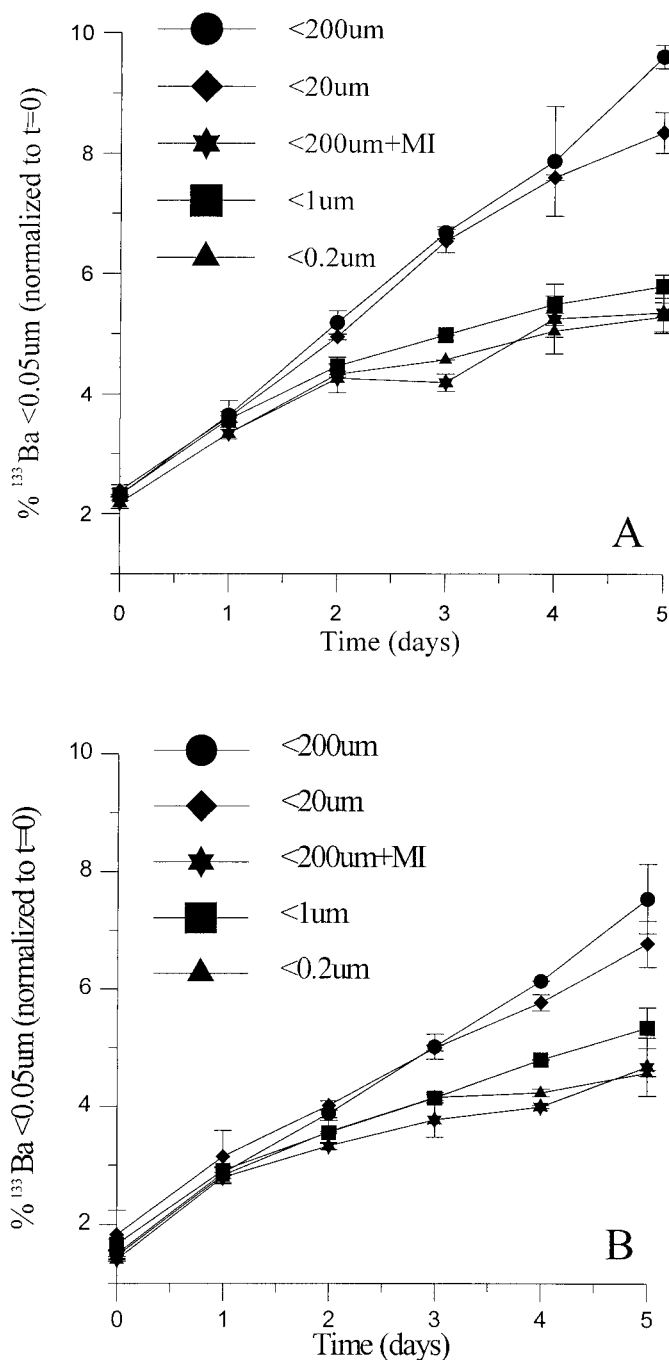 10
8
6
4
2
% ¹³³Ba <0.05um (normalized to t=0)
<200um
<20um
<200um+MI
<1um
<0.2um
A
0 1 2 3 4 5
Time (days)
10
8
6
4
2
% ¹³³Ba <0.05um (normalized to t=0)
<200um
<20um
<200um+MI
<1um
<0.2um
B
0 1 2 3 4 5
Time (days)